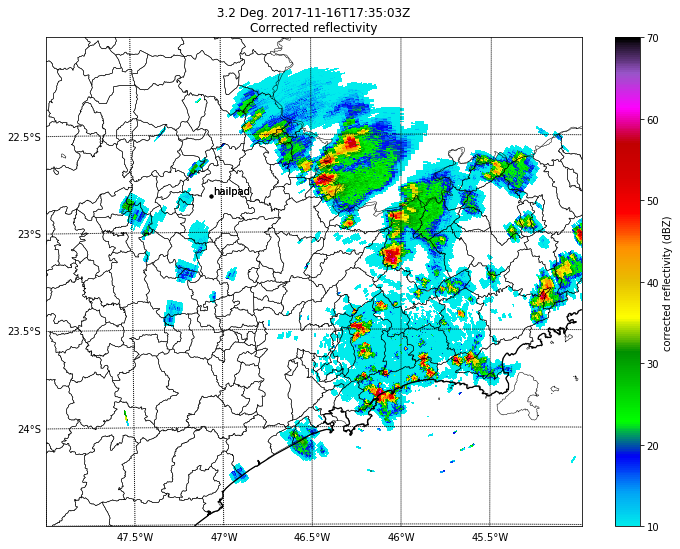 3.2 Deg. 2017-11-16T17:35:03Z
Corrected reflectivity
70
60
50
40
30
20
10
corrected reflectivity (dBZ)
22.5°S
23°S
23.5°S
24°S
hailpad
47.5°W
47°W
46.5°W
46°W
45.5°W